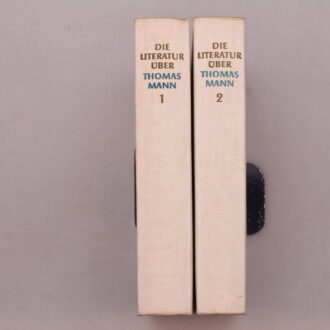 DIE
LITERATUR
ÜBER
THOMAS
MANN
1
DIE
LITERATUR
ÜBER
THOMAS
MANN
2